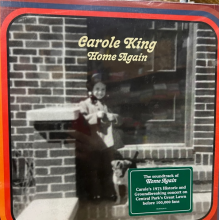 Carole King
Home Again
The soundtrack of
Home Again
Carole's 1973 Historic and
Groundbreaking concert on
Central Park's Great Lawn
before 100,000 fans